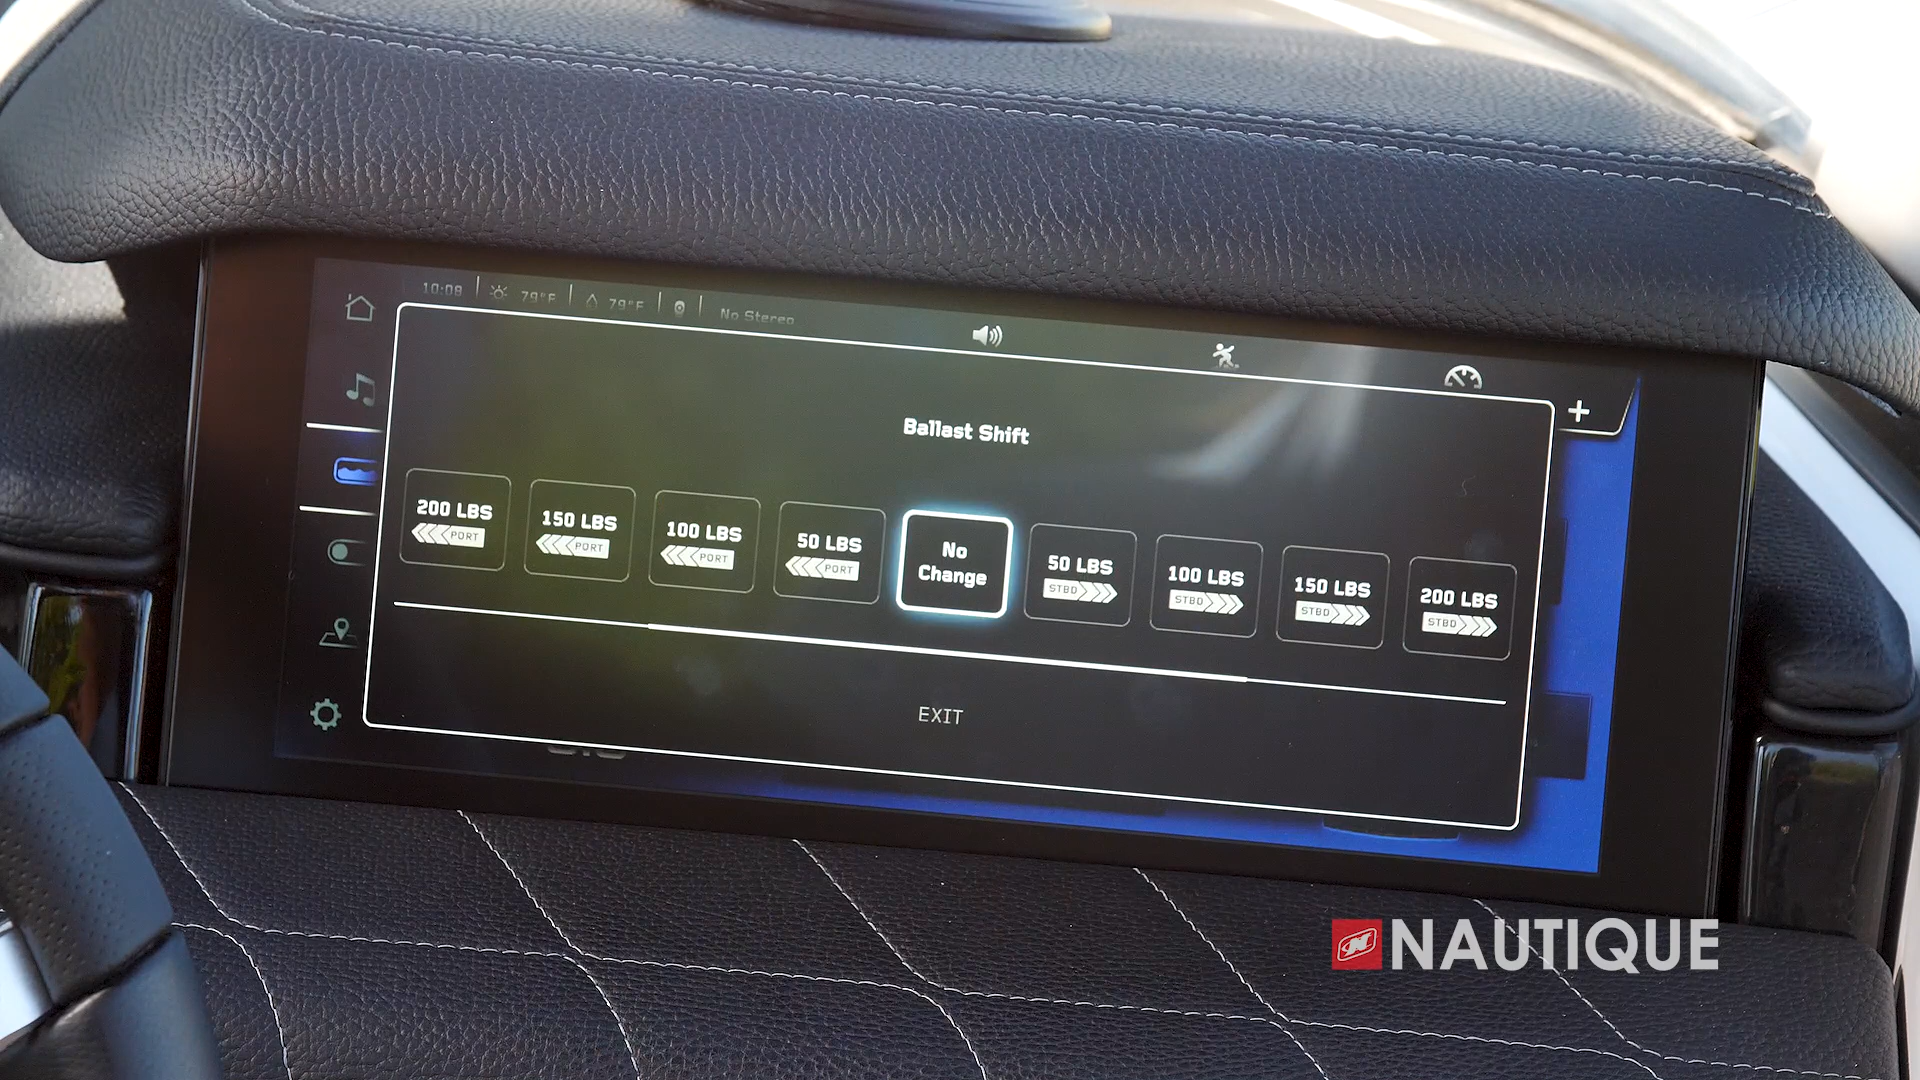 10:09 79°F 79°F No Stereo
Ballast Shift
200 LBS
PORT
150 LBS
PORT
100 LBS
PORT
50 LBS
PORT
No
Change
50 LBS
STBD
100 LBS
STBD
150 LBS
STBD
200 LBS
STBD
EXIT
NAUTIQUE